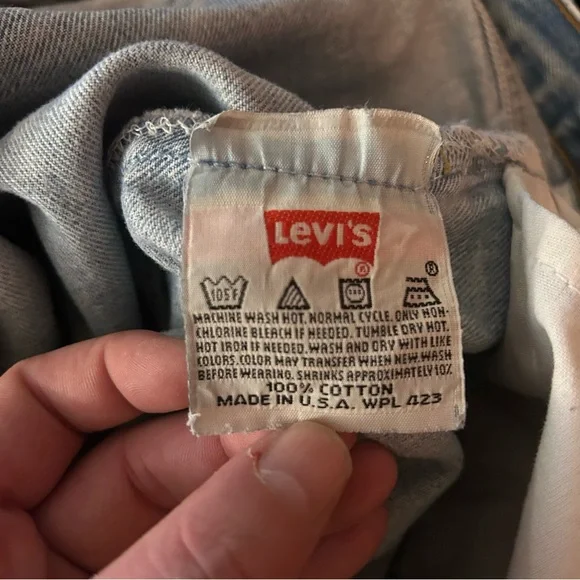 Levi's
®
®
105F
MACHINE WASH HOT. NORMAL CYCLE. ONLY NON-
CHLORINE BLEACH IF NEEDED. TUMBLE DRY HOT.
HOT IRON IF NEEDED. WASH AND DRY WITH LIKE
COLORS. COLOR MAY TRANSFER WHEN NEW. WASH
BEFORE WEARING. SHRINKS APPROXIMATELY 10%
100% COTTON
MADE IN U.S.A. WPL 423